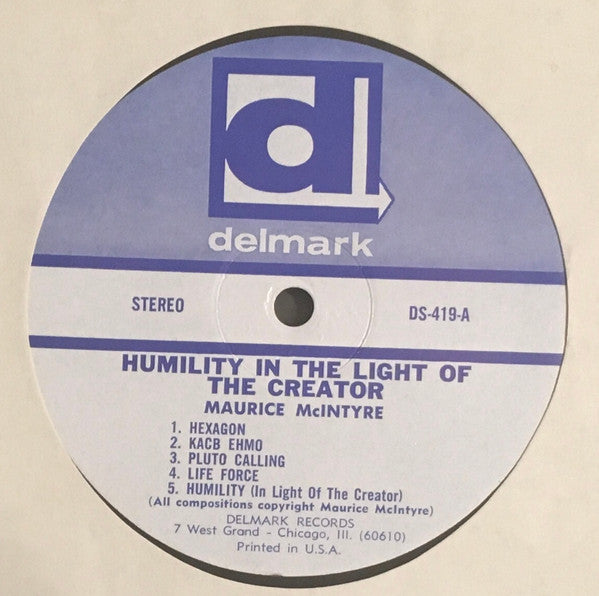 d
delmark
STEREO DS-419-A
HUMILITY IN THE LIGHT OF
THE CREATOR
MAURICE McINTYRE
1. HEXAGON
2. KACB EHMO
3. PLUTO CALLING
4. LIFE FORCE
5. HUMILITY (In Light Of The Creator)
(All compositions copyright Maurice McIntyre)
DELMARK RECORDS
7 West Grand - Chicago, Ill. (60610)
Printed in U.S.A.